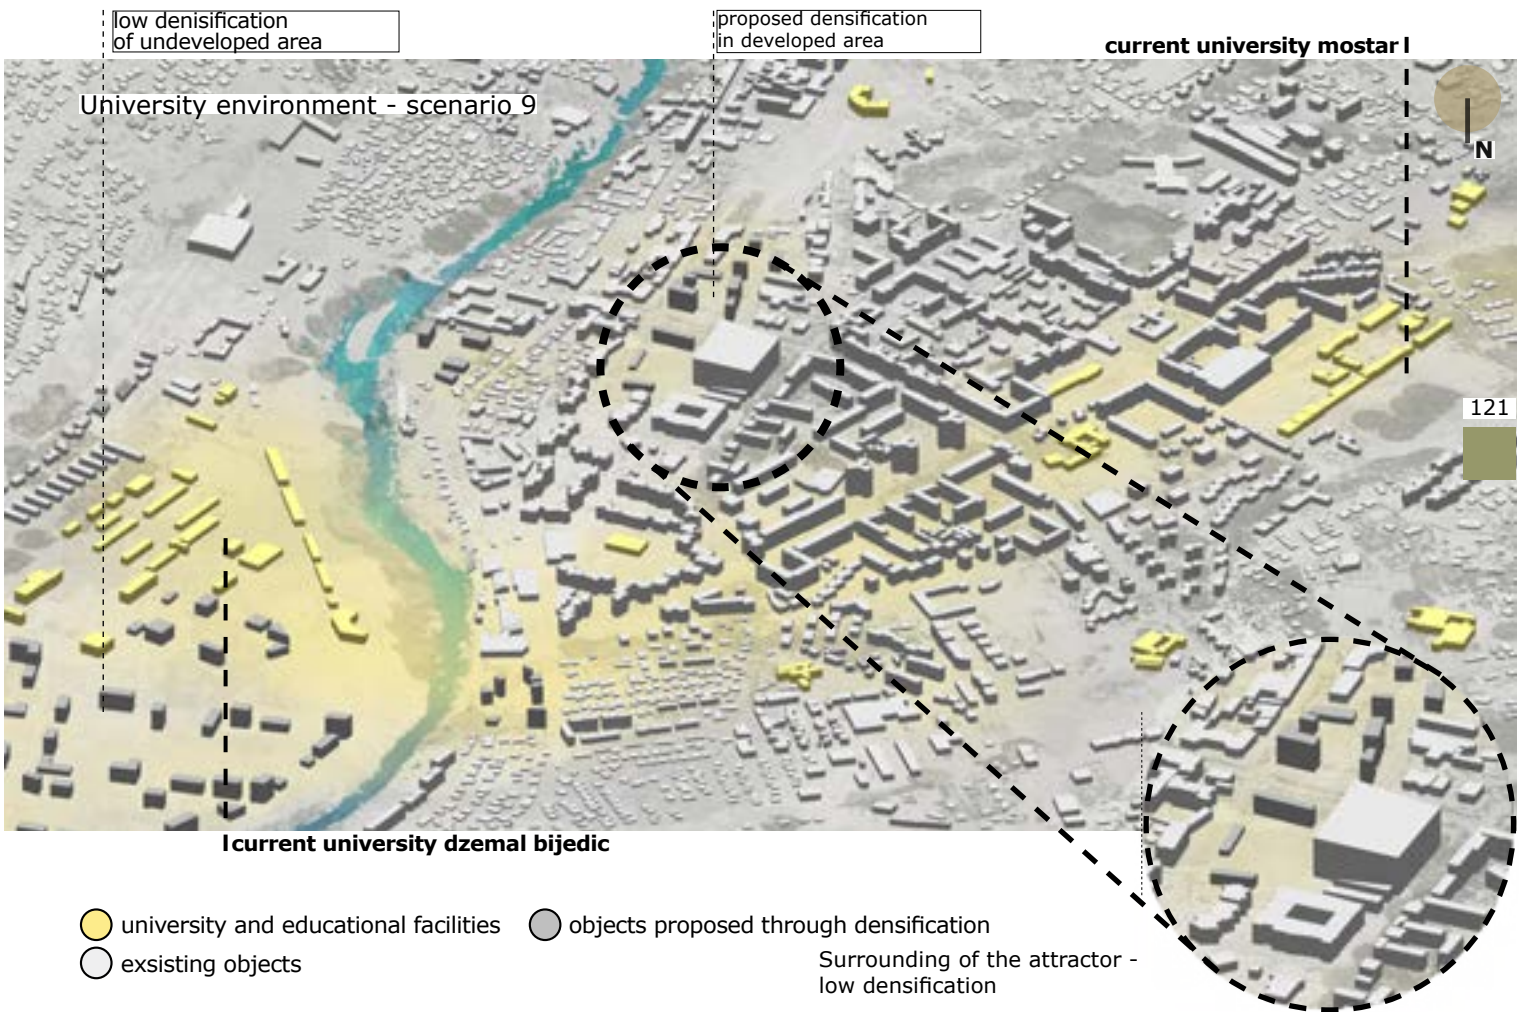 low denisification
of undeveloped area
proposed densification
in developed area
current university mostar
University environment - scenario 9
N
121
current university dzemal bijedic
university and educational facilities
objects proposed through densification
exsisting objects
Surrounding of the attractor -
low densification